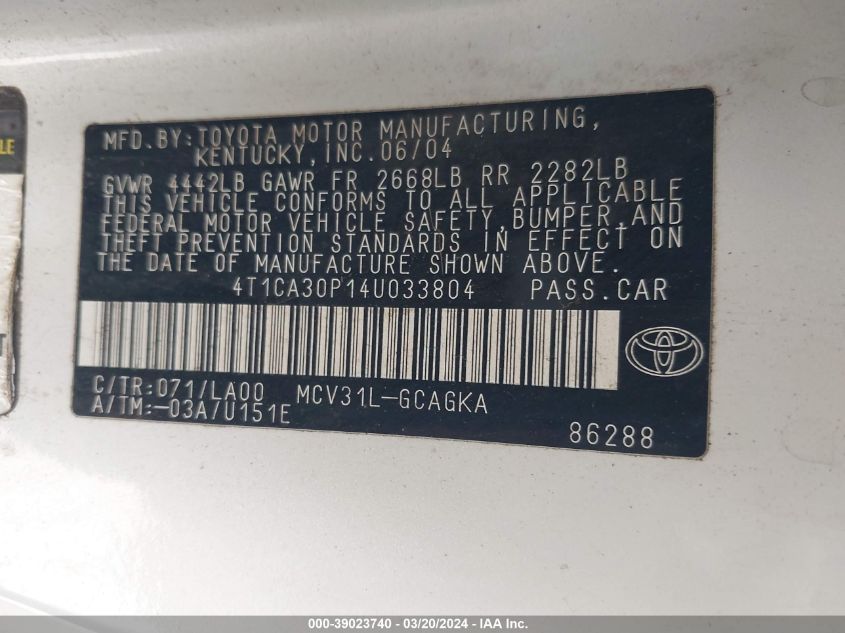 LE
T
MFD.BY:TOYOTA MOTOR MANUFACTURING,
KENTUCKY,INC.06/04
GVWR 4442LB GAWR FR 2668LB RR 2282LB
THIS VEHICLE CONFORMS TO ALL APPLICABLE
FEDERAL MOTOR VEHICLE SAFETY,BUMPER,AND
THEFT PREVENTION STANDARDS IN EFFECT ON
THE DATE OF MANUFACTURE SHOWN ABOVE.
4T1CA30P14U033804 PASS.CAR
C/TR:071/LA00 MCV31L-GCAGKA
A/TM:-03A/U151E
86288
000-39023740 - 03/20/2024 - IAA Inc.